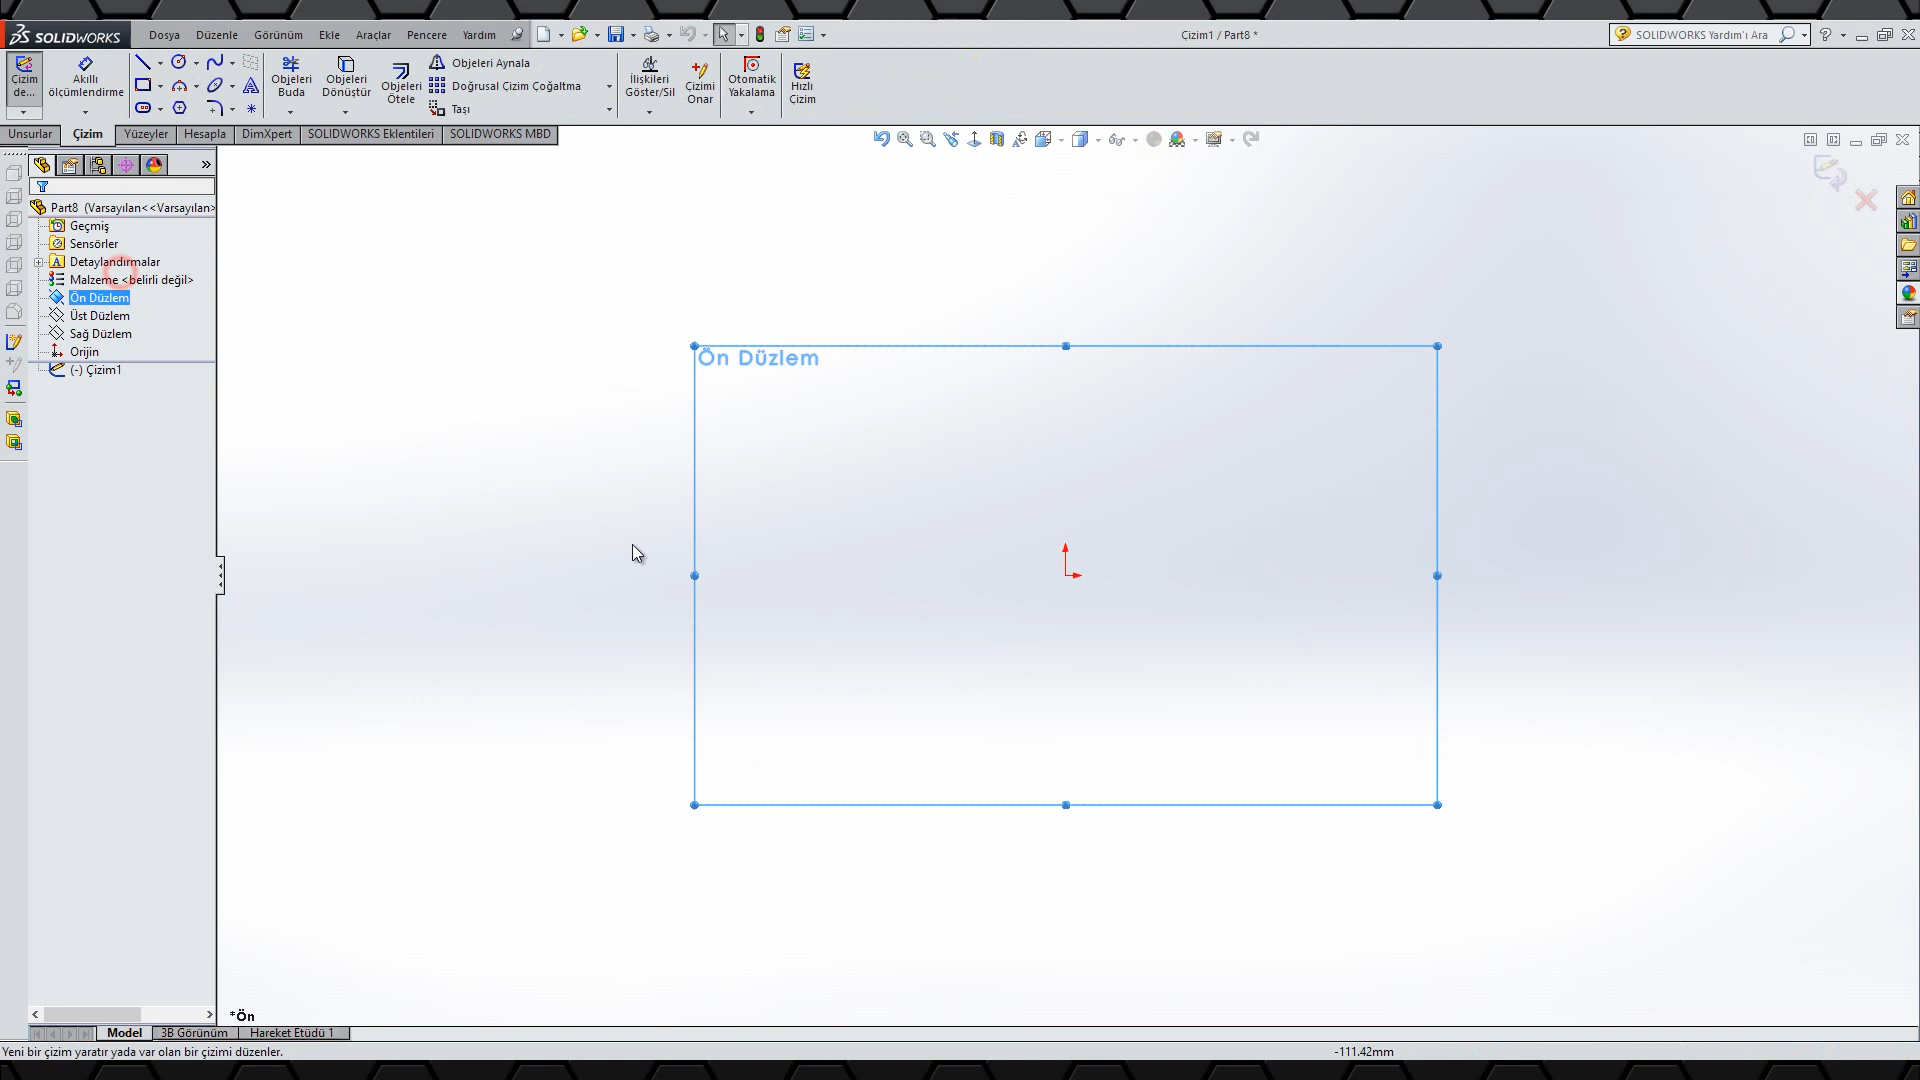 SOLIDWORKS Dosya Düzenle Görünüm Ekle Araçlar Pencere Yardım Çizim1 / Part8 * SOLIDWORKS Yardım'ı Ara
Çizim de... Akıllı ölçümlendirme Objeleri Buda Objeleri Dönüştür Objeleri Ötele Objeleri Aynala İlişkileri Göster/Sil Çizimi Onar Otomatik Yakalama Hızlı Çizim
Doğrusal Çizim Çoğaltma
Taşı
Unsurlar Çizim Yüzeyler Hesapla DimXpert SOLIDWORKS Eklentileri SOLIDWORKS MBD
Part8 (Varsayılan<<Varsayılan>
Geçmiş
Sensörler
Detaylandırmalar
Malzeme <belirli değil>
Ön Düzlem
Üst Düzlem
Sağ Düzlem
Orijin
(-) Çizim1
Ön Düzlem
*Ön
Model 3B Görünüm Hareket Etüdü 1
Yeni bir çizim yaratır yada var olan bir çizimi düzenler. -111.42mm